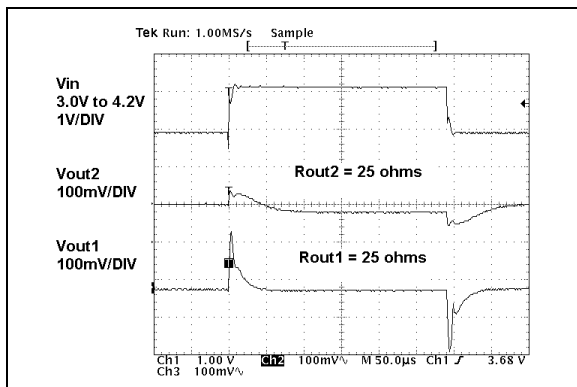 Tek Run: 1.00MS/s Sample
[ T ]
Vin
3.0V to 4.2V
1V/DIV
Vout2
100mV/DIV
Rout2 = 25 ohms
Vout1
100mV/DIV
Rout1 = 25 ohms
T
Ch1 1.00 V Ch2 100mV∿ M 50.0µs Ch1 ƒ 3.68 V
Ch3 100mV∿